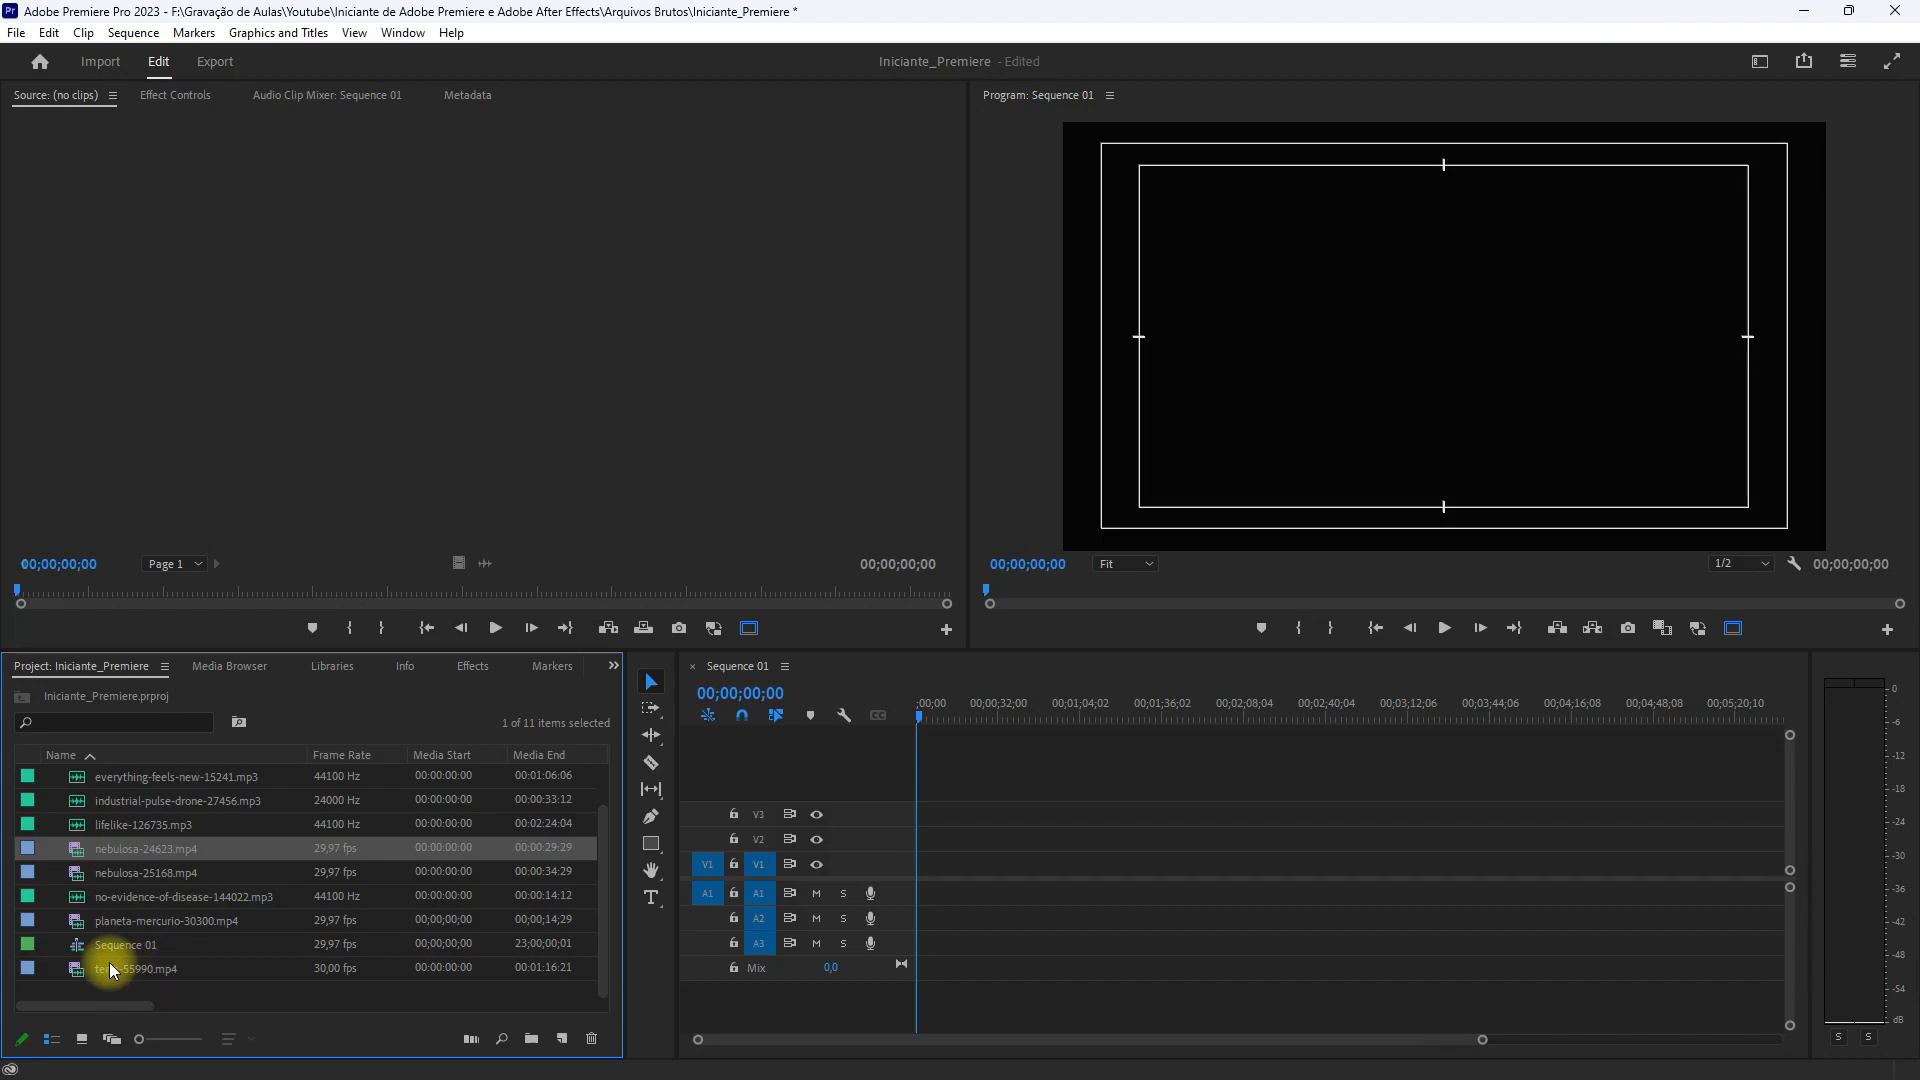 Adobe Premiere Pro 2023 - F:\Gravação de Aulas\Youtube\Iniciante de Adobe Premiere e Adobe After Effects\Arquivos Brutos\Iniciante_Premiere *
File Edit Clip Sequence Markers Graphics and Titles View Window Help
Import Edit Export Iniciante_Premiere - Edited
Source: (no clips) Effect Controls Audio Clip Mixer: Sequence 01 Metadata
Program: Sequence 01
00;00;00;00 Page 1 00;00;00;00
00;00;00;00 Fit 1/2 00;00;00;00
Project: Iniciante_Premiere Media Browser Libraries Info Effects Markers
Iniciante_Premiere.prproj
1 of 11 items selected
Name Frame Rate Media Start Media End
everything-feels-new-15241.mp3 44100 Hz 00:00:00:00 00:01:06:06
industrial-pulse-drone-27456.mp3 24000 Hz 00:00:00:00 00:00:33:12
lifelike-126735.mp3 44100 Hz 00:00:00:00 00:02:24:04
nebulosa-24623.mp4 29,97 fps 00:00:00:00 00:00:29:29
nebulosa-25168.mp4 29,97 fps 00:00:00:00 00:00:34:29
no-evidence-of-disease-144022.mp3 44100 Hz 00:00:00:00 00:00:14:12
planeta-mercurio-30300.mp4 29,97 fps 00;00;00;00 00;00;14;29
Sequence 01 29,97 fps 00;00;00;00 23;00;00;01
55990.mp4 30,00 fps 00:00:00:00 00:01:16:21
Sequence 01
00;00;00;00
;00;00 00;00;32;00 00;01;04;02 00;01;36;02 00;02;08;04 00;02;40;04 00;03;12;06 00;03;44;06 00;04;16;08 00;04;48;08 00;05;20;10
V3
V2
V1 V1
A1 A1 M S
A2 M S
A3 M S
Mix 0,0
0
-6
-12
-18
-24
-30
-36
-42
-48
-54
dB
S S